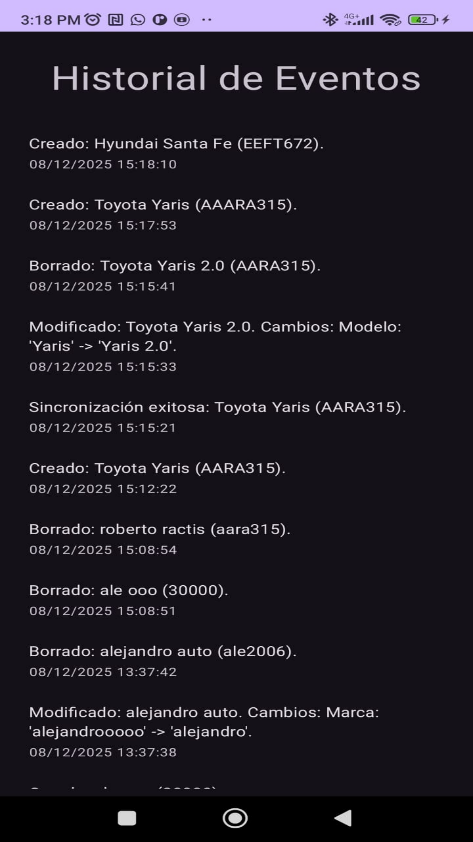 3:18 PM
4G+
42
Historial de Eventos
Creado: Hyundai Santa Fe (EEFT672).
08/12/2025 15:18:10
Creado: Toyota Yaris (AAARA315).
08/12/2025 15:17:53
Borrado: Toyota Yaris 2.0 (AARA315).
08/12/2025 15:15:41
Modificado: Toyota Yaris 2.0. Cambios: Modelo:
'Yaris' -> 'Yaris 2.0'.
08/12/2025 15:15:33
Sincronización exitosa: Toyota Yaris (AARA315).
08/12/2025 15:15:21
Creado: Toyota Yaris (AARA315).
08/12/2025 15:12:22
Borrado: roberto ractis (aara315).
08/12/2025 15:08:54
Borrado: ale ooo (30000).
08/12/2025 15:08:51
Borrado: alejandro auto (ale2006).
08/12/2025 13:37:42
Modificado: alejandro auto. Cambios: Marca:
'alejandrooooo' -> 'alejandro'.
08/12/2025 13:37:38